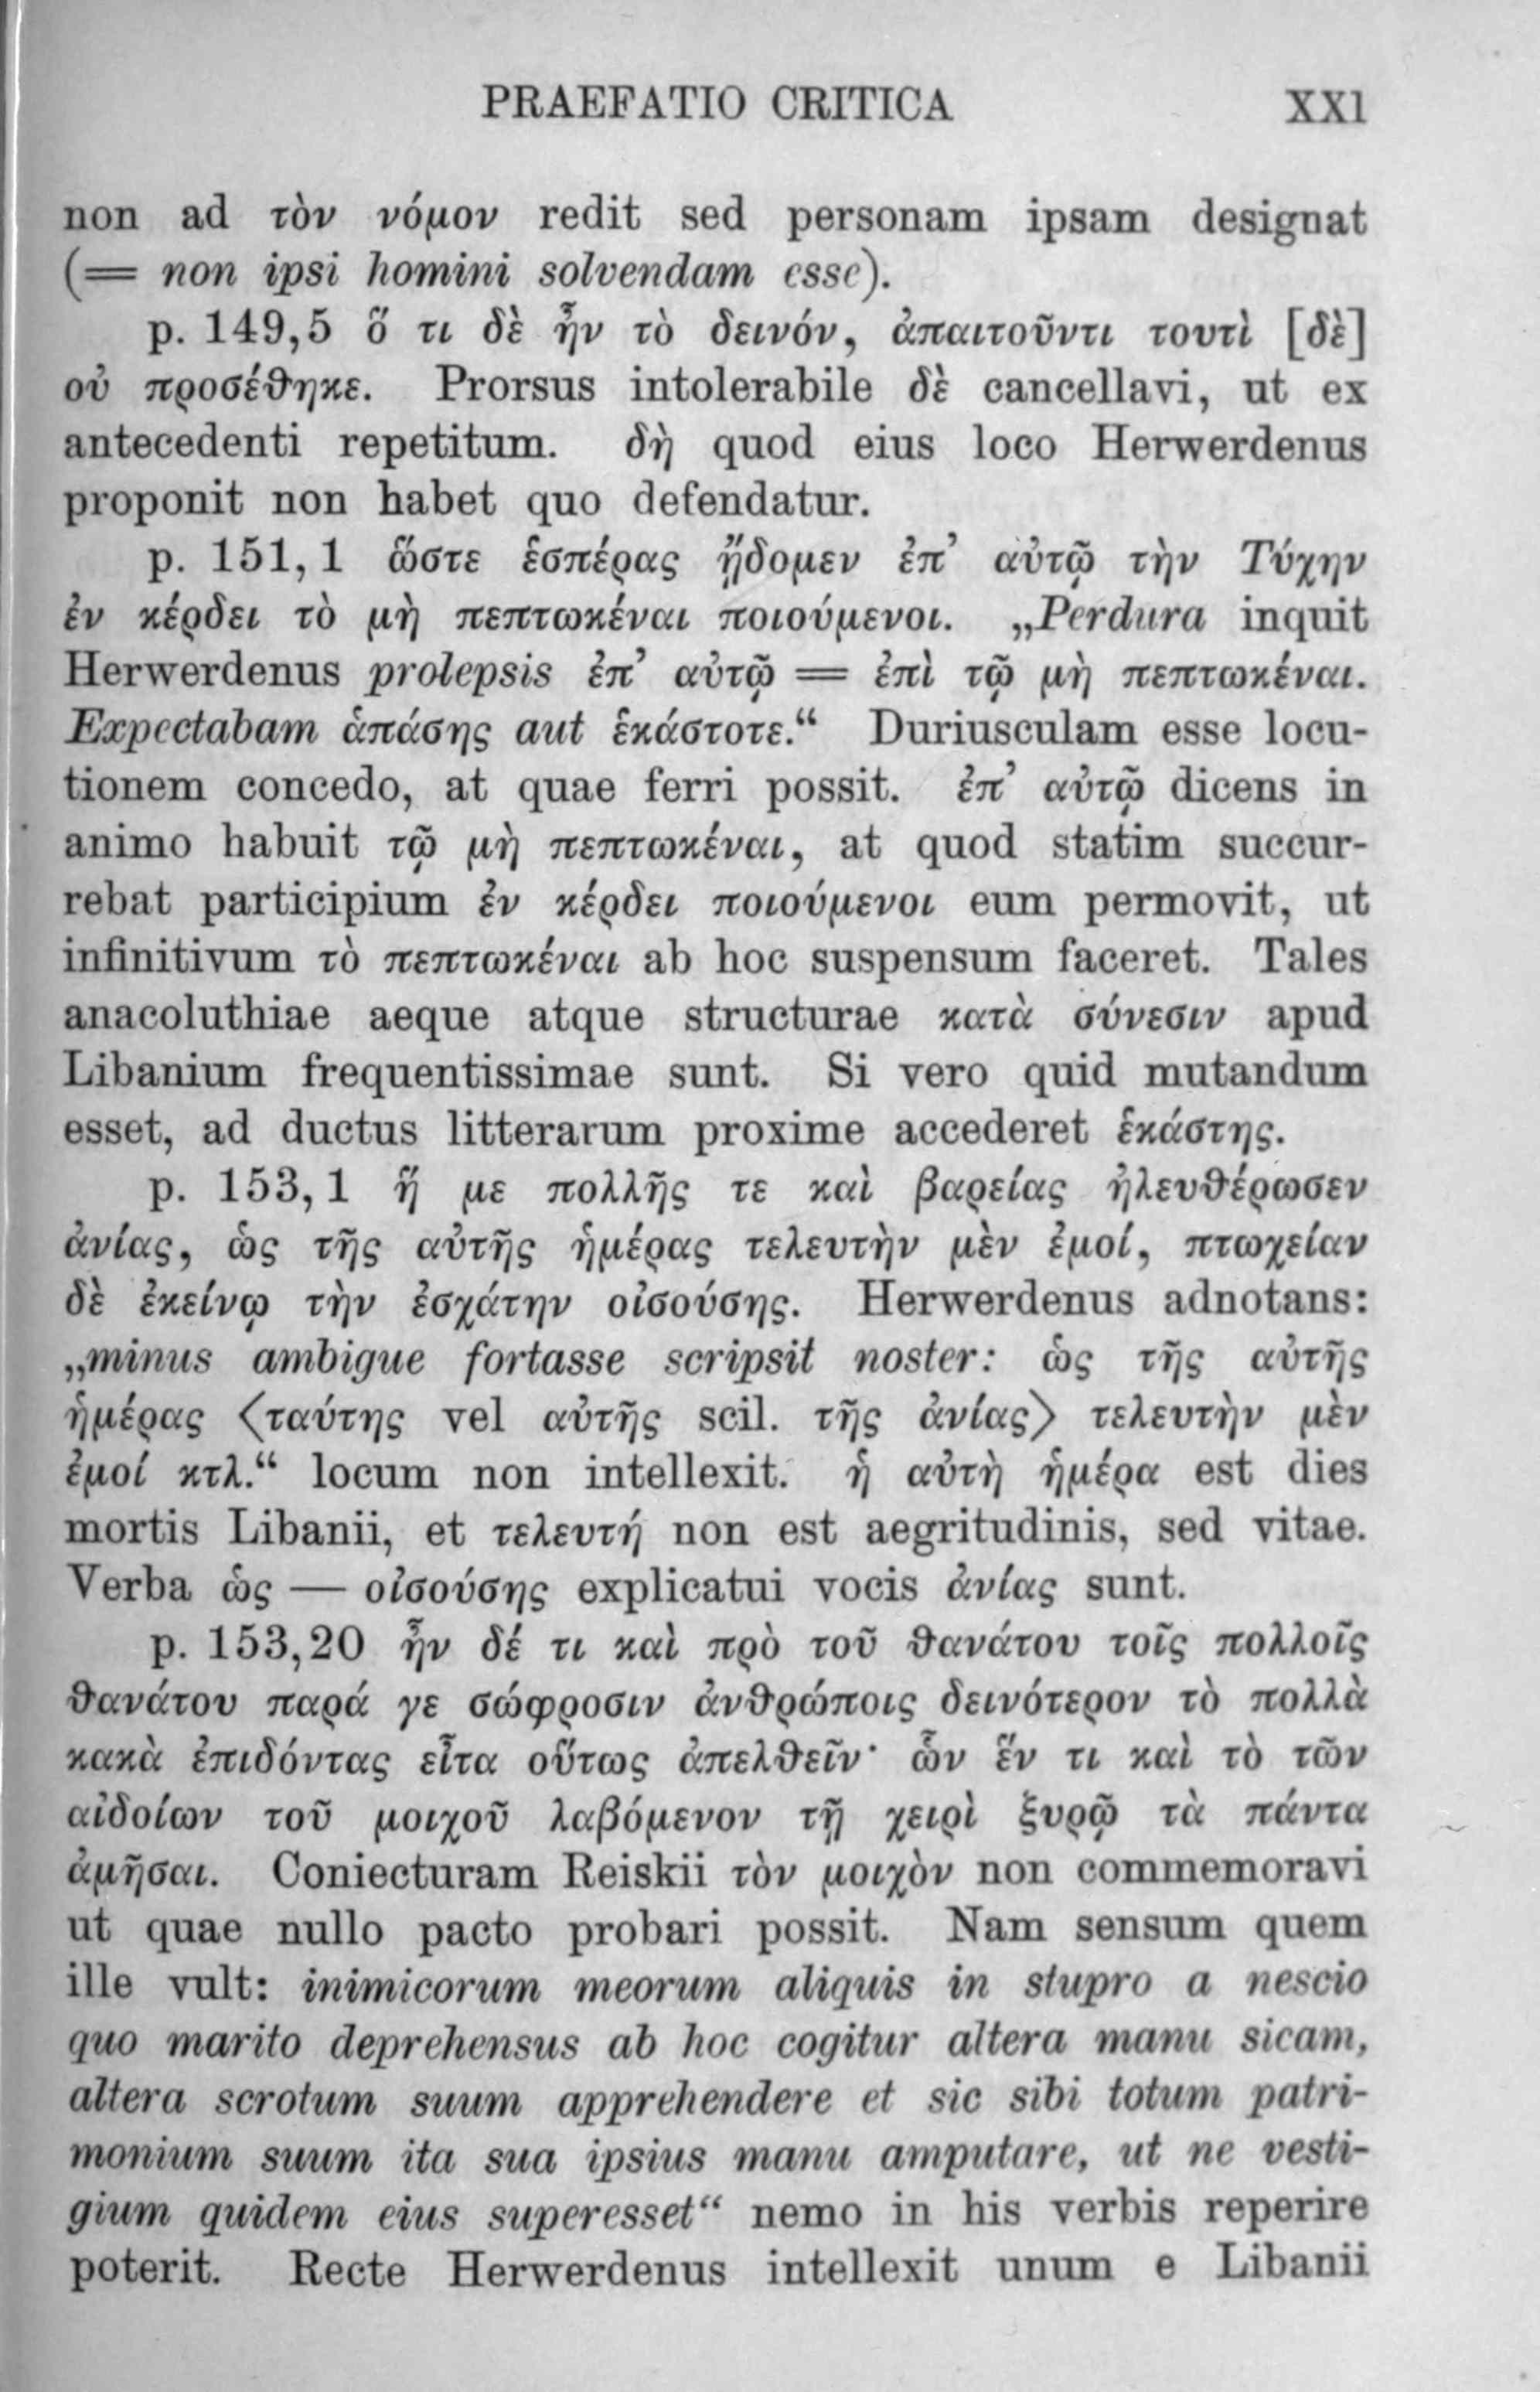 PRAEFATIO CRITICA XXI
non ad τὸν νόμον redit sed personam ipsam designat
(= non ipsi homini solvendam esse).
p. 149,5 ὅ τι δὲ ἦν τὸ δεινόν, ἀπαιτοῦντι τουτὶ [δὲ]
οὐ προσέθηκε. Prorsus intolerabile δὲ cancellavi, ut ex
antecedenti repetitum. δὴ quod eius loco Herwerdenus
proponit non habet quo defendatur.
p. 151,1 ὥστε ἑσπέρας ᾔδομεν ἐπ’ αὐτῷ τὴν Τύχην
ἐν κέρδει τὸ μὴ πεπτωκέναι ποιούμενοι. „Perdura inquit
Herwerdenus prolepsis ἐπ’ αὐτῷ = ἐπὶ τῷ μὴ πεπτωκέναι.
Expectabam ἁπάσης aut ἑκάστοτε.“ Duriusculam esse locu-
tionem concedo, at quae ferri possit. ἐπ’ αὐτῷ dicens in
animo habuit τῷ μὴ πεπτωκέναι, at quod statim succur-
rebat participium ἐν κέρδει ποιούμενοι eum permovit, ut
infinitivum τὸ πεπτωκέναι ab hoc suspensum faceret. Tales
anacoluthiae aeque atque structurae κατὰ σύνεσιν apud
Libanium frequentissimae sunt. Si vero quid mutandum
esset, ad ductus litterarum proxime accederet ἑκάστης.
p. 153,1 ἥ με πολλῆς τε καὶ βαρείας ἠλευθέρωσεν
ἀνίας, ὡς τῆς αὐτῆς ἡμέρας τελευτὴν μὲν ἐμοί, πτωχείαν
δὲ ἐκείνῳ τὴν ἐσχάτην οἰσούσης. Herwerdenus adnotans:
„minus ambigue fortasse scripsit noster: ὡς τῆς αὐτῆς
ἡμέρας ⟨ταύτης vel αὐτῆς scil. τῆς ἀνίας⟩ τελευτὴν μὲν
ἐμοί κτλ.“ locum non intellexit. ἡ αὐτὴ ἡμέρα est dies
mortis Libanii, et τελευτή non est aegritudinis, sed vitae.
Verba ὡς — οἰσούσης explicatui vocis ἀνίας sunt.
p. 153,20 ἦν δέ τι καὶ πρὸ τοῦ θανάτου τοῖς πολλοῖς
θανάτου παρά γε σώφροσιν ἀνθρώποις δεινότερον τὸ πολλὰ
κακὰ ἐπιδόντας εἶτα οὕτως ἀπελθεῖν· ὧν ἕν τι καὶ τὸ τῶν
αἰδοίων τοῦ μοιχοῦ λαβόμενον τῇ χειρὶ ξυρῷ τὰ πάντα
ἀμῆσαι. Coniecturam Reiskii τὸν μοιχὸν non commemoravi
ut quae nullo pacto probari possit. Nam sensum quem
ille vult: inimicorum meorum aliquis in stupro a nescio
quo marito deprehensus ab hoc cogitur altera manu sicam,
altera scrotum suum apprehendere et sic sibi totum patri-
monium suum ita sua ipsius manu amputare, ut ne vesti-
gium quidem eius superesset“ nemo in his verbis reperire
poterit. Recte Herwerdenus intellexit unum e Libanii